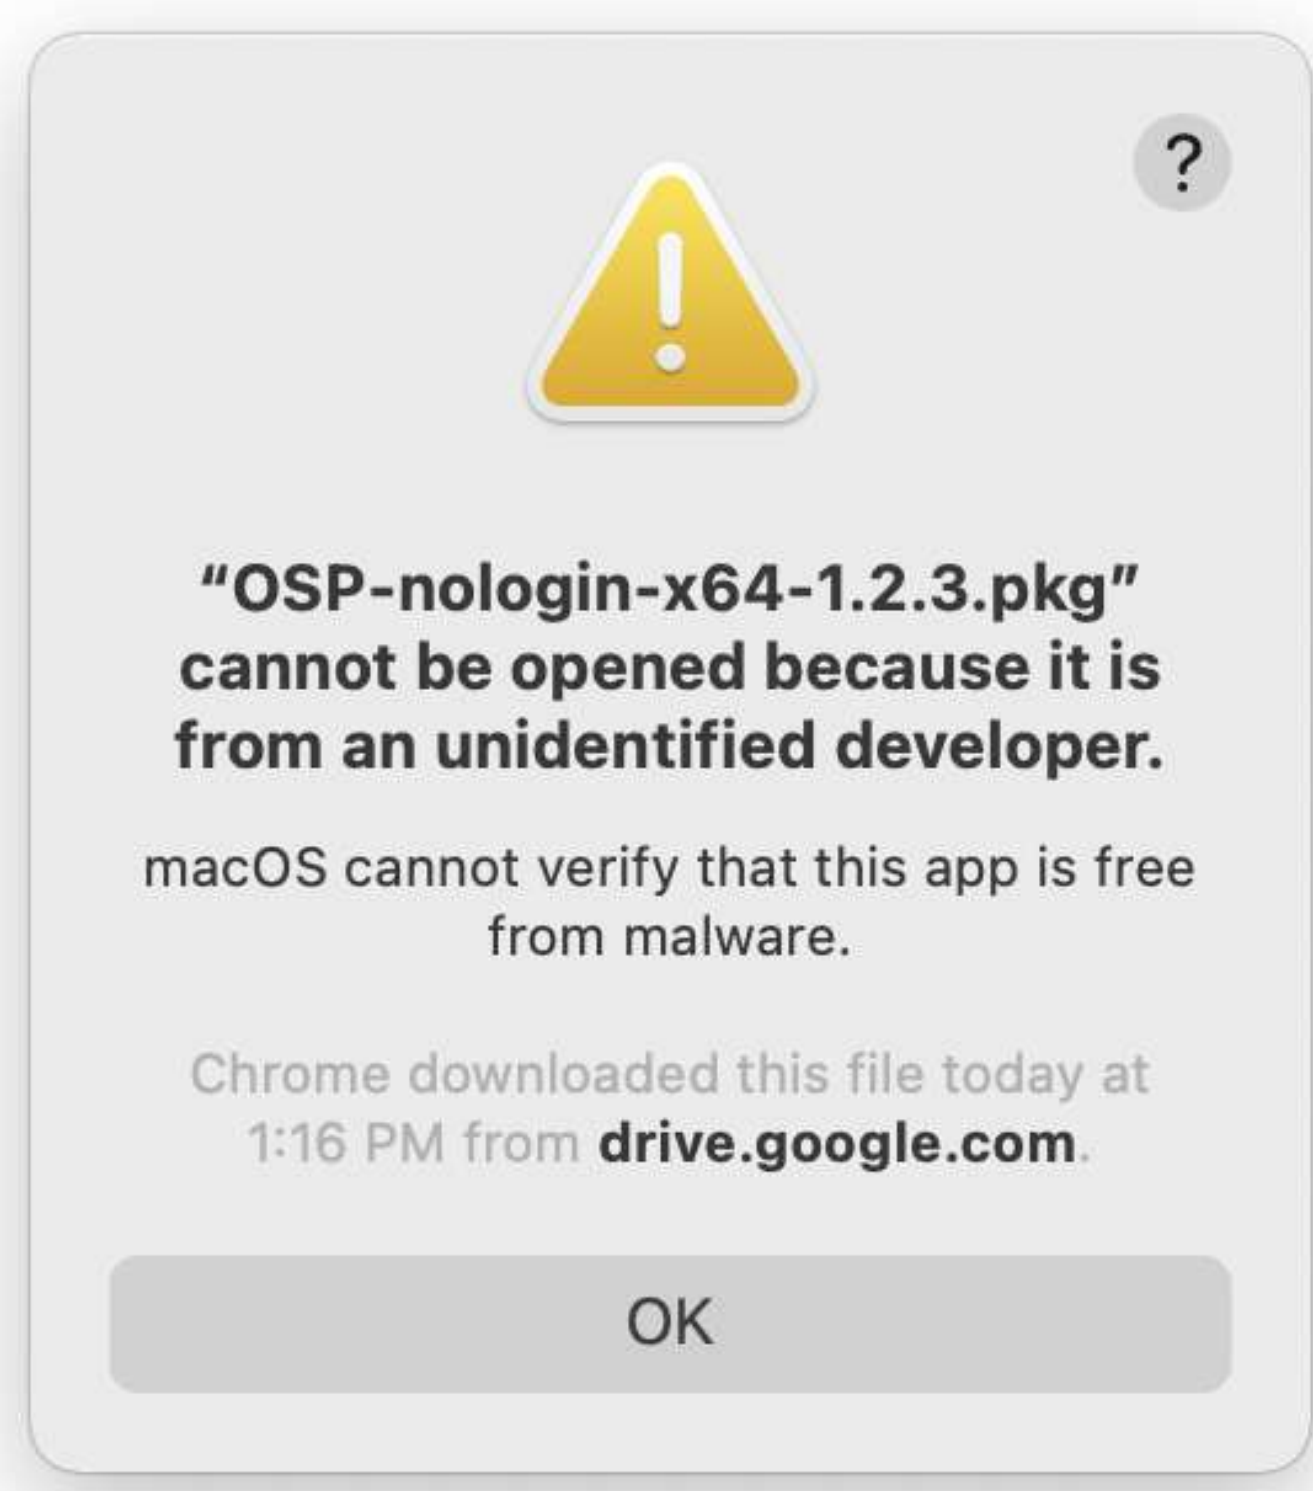 ?
“OSP-nologin-x64-1.2.3.pkg”
cannot be opened because it is
from an unidentified developer.
macOS cannot verify that this app is free
from malware.
Chrome downloaded this file today at
1:16 PM from drive.google.com.
OK